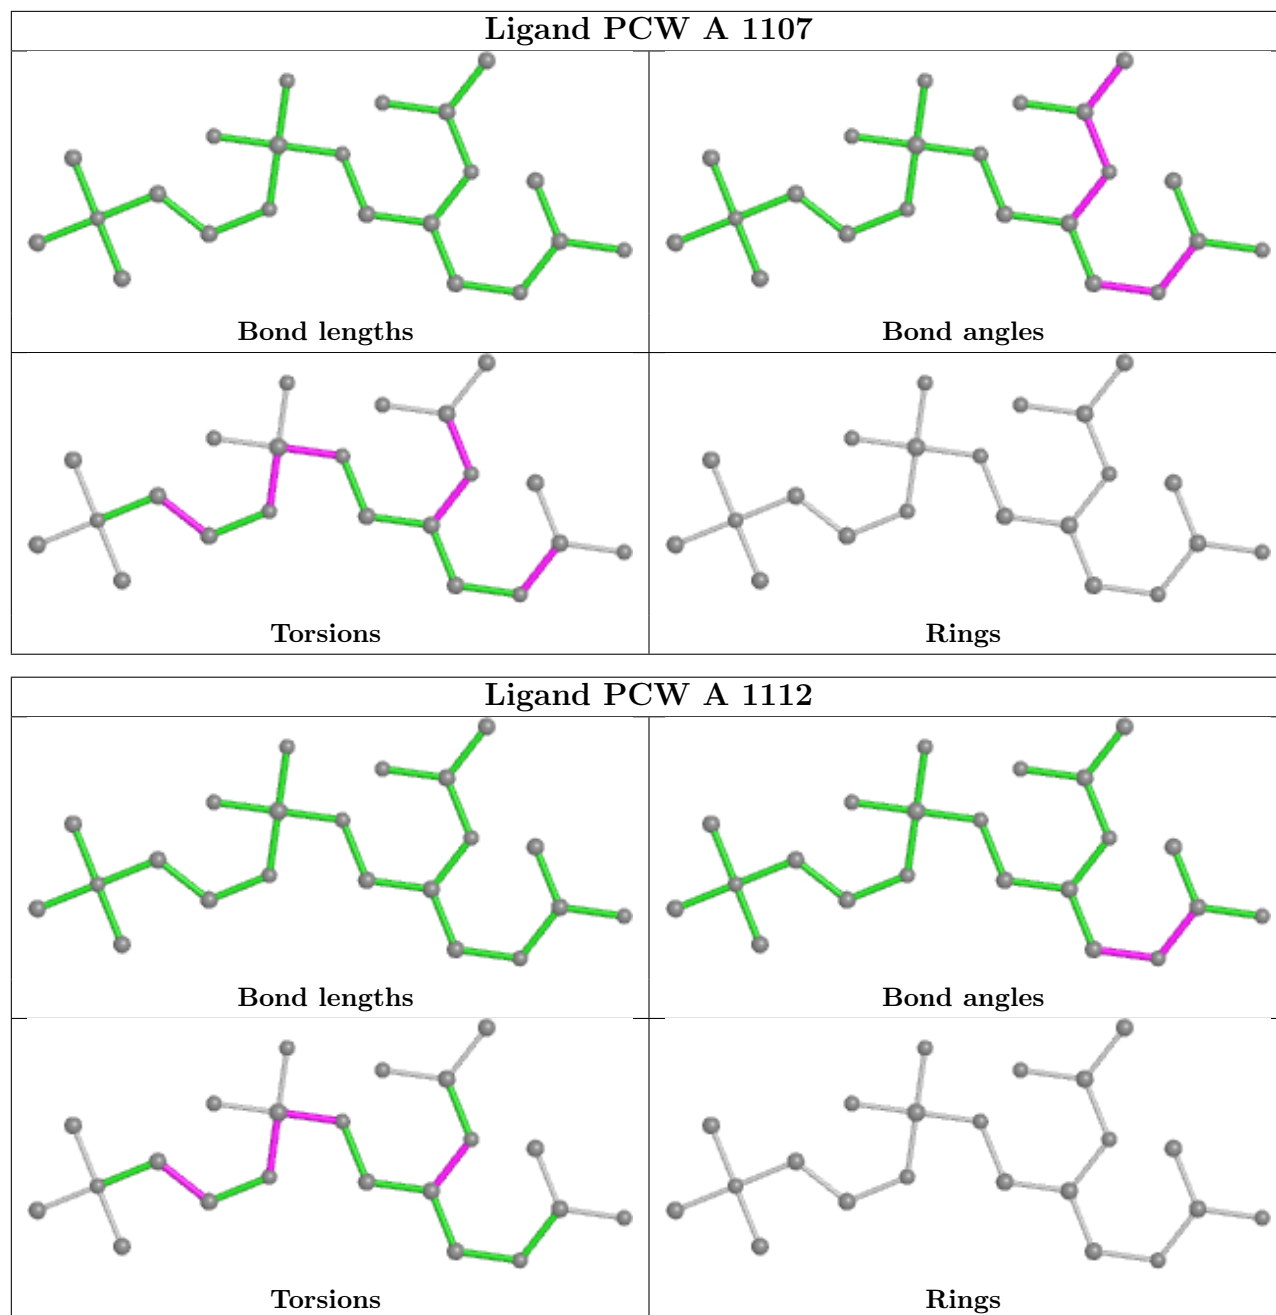 Ligand PCW A 1107
Bond lengths
Bond angles
Torsions
Rings
Ligand PCW A 1112
Bond lengths
Bond angles
Torsions
Rings